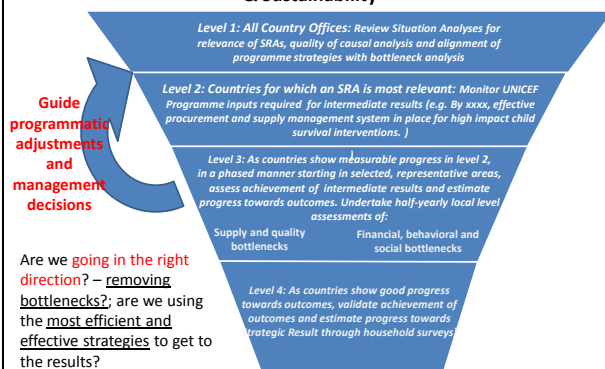 & Sustainability
Level 1: All Country Offices: Review Situation Analyses for
relevance of SRAs, quality of causal analysis and alignment of
programme strategies with bottleneck analysis
Level 2: Countries for which an SRA is most relevant: Monitor UNICEF
Programme inputs required for intermediate results (e.g. By xxxx, effective
procurement and supply management system in place for high impact child
survival interventions. )
Guide
programmatic
adjustments
and
management
decisions
Level 3: As countries show measurable progress in level 2,
in a phased manner starting in selected, representative areas,
assess achievement of intermediate results and estimate
progress towards outcomes. Undertake half-yearly local level
assessments of:
Supply and quality
bottlenecks
Financial, behavioral and
social bottlenecks
Are we going in the right
direction? – removing
bottlenecks?; are we using
the most efficient and
effective strategies to get to
the results?
Level 4: As countries show good progress
towards outcomes, validate achievement of
outcomes and estimate progress towards
Strategic Result through household surveys